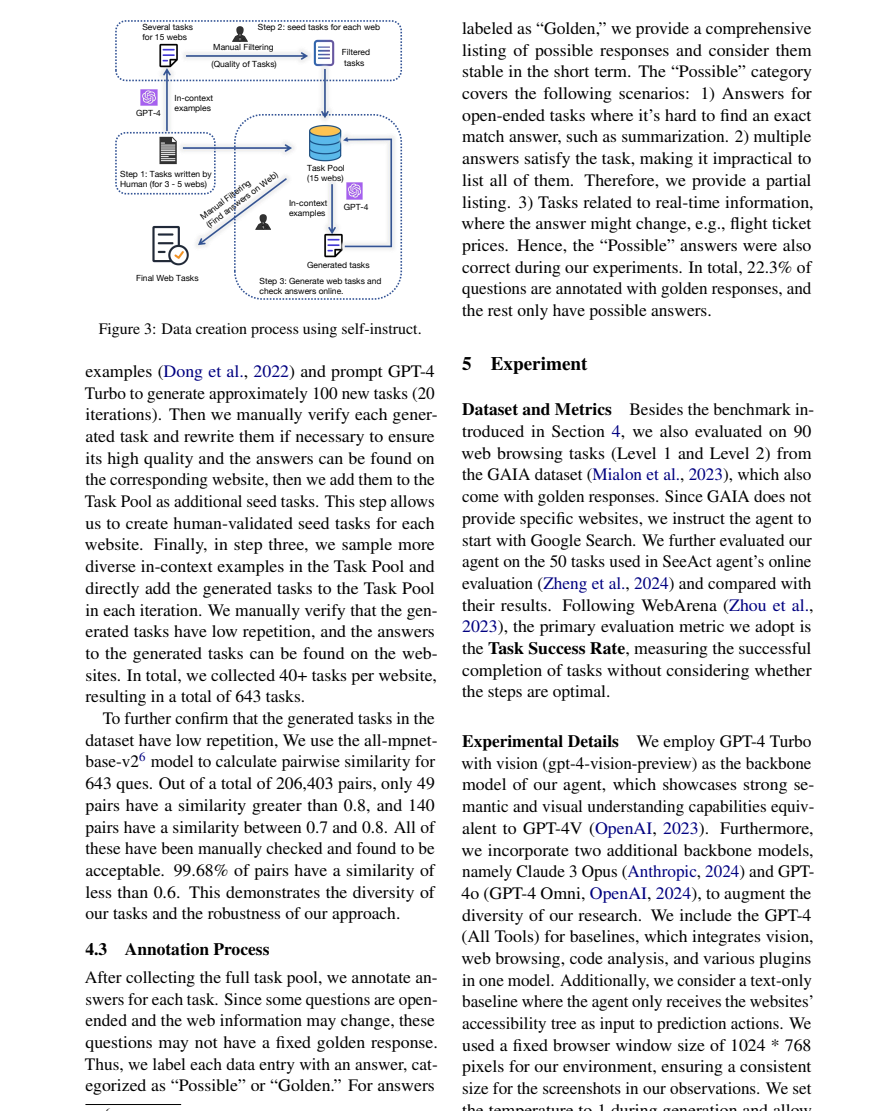 Several tasks
for 15 webs
Step 2: seed tasks for each web
Manual Filtering
(Quality of Tasks)
Filtered
tasks
GPT-4
In-context
examples
Step 1: Tasks written by
Human (for 3 - 5 webs)
Task Pool
(15 webs)
Manual Filtering
(Find answers on Web)
In-context
examples
GPT-4
Generated tasks
Final Web Tasks
Step 3: Generate web tasks and
check answers online.
Figure 3: Data creation process using self-instruct.
examples (Dong et al., 2022) and prompt GPT-4
Turbo to generate approximately 100 new tasks (20
iterations). Then we manually verify each gener-
ated task and rewrite them if necessary to ensure
its high quality and the answers can be found on
the corresponding website, then we add them to the
Task Pool as additional seed tasks. This step allows
us to create human-validated seed tasks for each
website. Finally, in step three, we sample more
diverse in-context examples in the Task Pool and
directly add the generated tasks to the Task Pool
in each iteration. We manually verify that the gen-
erated tasks have low repetition, and the answers
to the generated tasks can be found on the web-
sites. In total, we collected 40+ tasks per website,
resulting in a total of 643 tasks.
To further confirm that the generated tasks in the
dataset have low repetition, We use the all-mpnet-
base-v2⁶ model to calculate pairwise similarity for
643 ques. Out of a total of 206,403 pairs, only 49
pairs have a similarity greater than 0.8, and 140
pairs have a similarity between 0.7 and 0.8. All of
these have been manually checked and found to be
acceptable. 99.68% of pairs have a similarity of
less than 0.6. This demonstrates the diversity of
our tasks and the robustness of our approach.
4.3 Annotation Process
After collecting the full task pool, we annotate an-
swers for each task. Since some questions are open-
ended and the web information may change, these
questions may not have a fixed golden response.
Thus, we label each data entry with an answer, cat-
egorized as “Possible” or “Golden.” For answers
labeled as “Golden,” we provide a comprehensive
listing of possible responses and consider them
stable in the short term. The “Possible” category
covers the following scenarios: 1) Answers for
open-ended tasks where it’s hard to find an exact
match answer, such as summarization. 2) multiple
answers satisfy the task, making it impractical to
list all of them. Therefore, we provide a partial
listing. 3) Tasks related to real-time information,
where the answer might change, e.g., flight ticket
prices. Hence, the “Possible” answers were also
correct during our experiments. In total, 22.3% of
questions are annotated with golden responses, and
the rest only have possible answers.
5 Experiment
Dataset and Metrics Besides the benchmark in-
troduced in Section 4, we also evaluated on 90
web browsing tasks (Level 1 and Level 2) from
the GAIA dataset (Mialon et al., 2023), which also
come with golden responses. Since GAIA does not
provide specific websites, we instruct the agent to
start with Google Search. We further evaluated our
agent on the 50 tasks used in SeeAct agent’s online
evaluation (Zheng et al., 2024) and compared with
their results. Following WebArena (Zhou et al.,
2023), the primary evaluation metric we adopt is
the Task Success Rate, measuring the successful
completion of tasks without considering whether
the steps are optimal.
Experimental Details We employ GPT-4 Turbo
with vision (gpt-4-vision-preview) as the backbone
model of our agent, which showcases strong se-
mantic and visual understanding capabilities equiv-
alent to GPT-4V (OpenAI, 2023). Furthermore,
we incorporate two additional backbone models,
namely Claude 3 Opus (Anthropic, 2024) and GPT-
4o (GPT-4 Omni, OpenAI, 2024), to augment the
diversity of our research. We include the GPT-4
(All Tools) for baselines, which integrates vision,
web browsing, code analysis, and various plugins
in one model. Additionally, we consider a text-only
baseline where the agent only receives the websites’
accessibility tree as input to prediction actions. We
used a fixed browser window size of 1024 * 768
pixels for our environment, ensuring a consistent
size for the screenshots in our observations. We set
the temperature to 1 during generation and allow